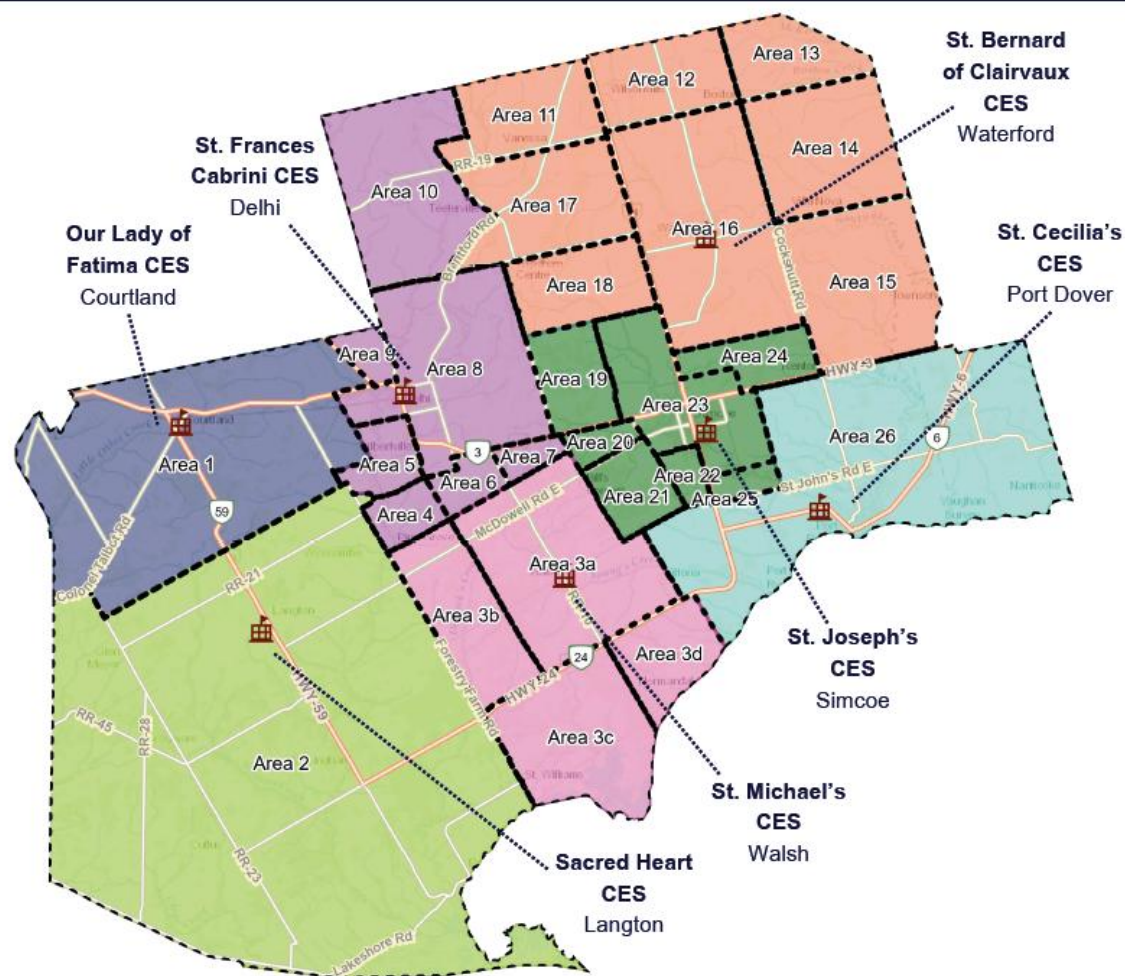 St. Bernard
of Clairvaux
CES
Waterford
St. Frances
Cabrini CES
Delhi
Our Lady of
Fatima CES
Courtland
St. Cecilia's
CES
Port Dover
St. Joseph's
CES
Simcoe
St. Michael's
CES
Walsh
Sacred Heart
CES
Langton
Area 13
Area 12
Area 11
Vanessa
RR-19
Area 14
Area 10
Area 17
Area 16
Brantford Rd
Cockshutt Rd
Area 18
Area 15
Area 9
Area 8
Area 24
HWY-3
HWY-6
Area 19
Area 23
Area 26
6
Area 1
Area 5
3
Area 7
Area 20
Area 6
Area 22
Area 21
Area 25
St John's Rd E
Area 4
McDowell Rd E
59
Colonel Talbot Rd
RR-21
Langton
Area 3a
Area 3b
Area 3d
24
HWY-24
Forestry Farm Rd
HWY-59
RR-45
RR-28
Area 2
Area 3c
St. Williams
RR-23
Lakeshore Rd